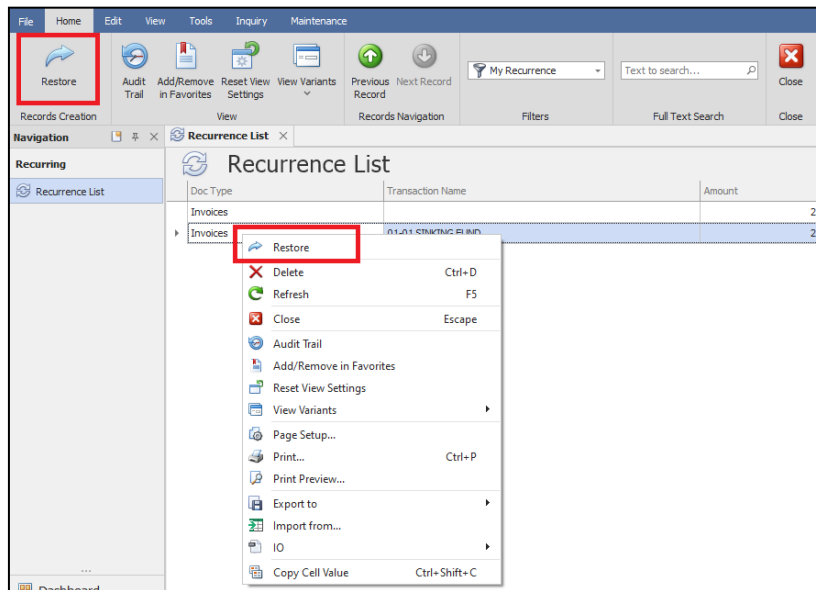 File Home Edit View Tools Inquiry Maintenance
Restore
Audit Trail
Add/Remove in Favorites
Reset View Settings
View Variants
Previous Record
Next Record
My Recurrence
Text to search...
Close
Records Creation View Records Navigation Filters Full Text Search Close
Navigation
Recurrence List
Recurring
Recurrence List
Recurrence List
Doc Type Transaction Name Amount
Invoices 2
Invoices 01-01 SINKING FUND 2
Restore
Delete Ctrl+D
Refresh F5
Close Escape
Audit Trail
Add/Remove in Favorites
Reset View Settings
View Variants
Page Setup...
Print... Ctrl+P
Print Preview...
Export to
Import from...
IO
Copy Cell Value Ctrl+Shift+C
...
Dashboard